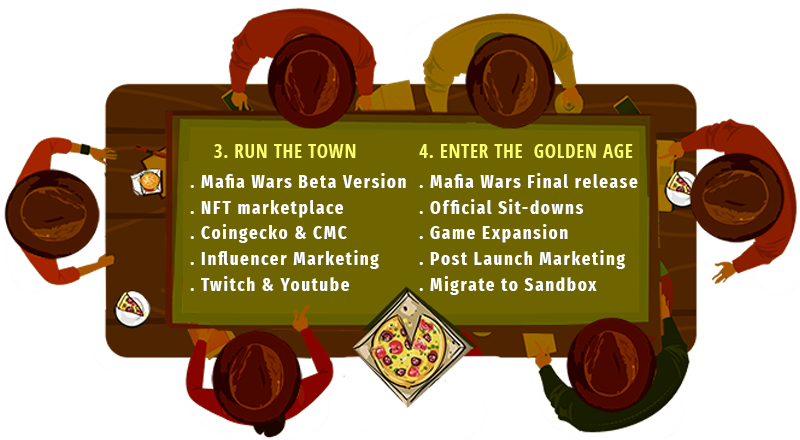 3. RUN THE TOWN
. Mafia Wars Beta Version
. NFT marketplace
. Coingecko & CMC
. Influencer Marketing
. Twitch & Youtube
4. ENTER THE GOLDEN AGE
. Mafia Wars Final release
. Official Sit-downs
. Game Expansion
. Post Launch Marketing
. Migrate to Sandbox